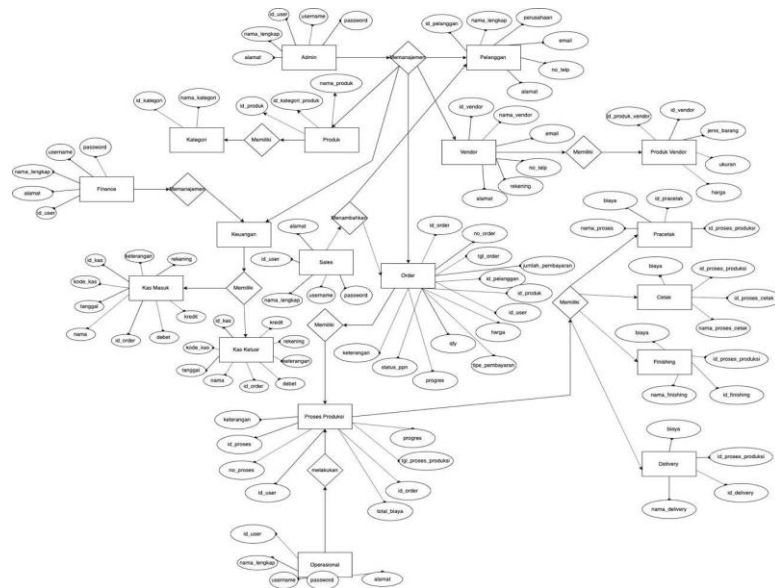 id_user
username
password
nama_lengkap
alamat
Admin
Memanajemen
id_pelanggan
nama_lengkap
perusahaan
email
no_telp
alamat
Pelanggan
nama_produk
id_kategori_produk
id_produk
Produk
Memiliki
id_kategori
nama_kategori
Kategori
id_vendor
nama_vendor
email
no_telp
rekening
alamat
Vendor
Memiliki
id_produk_vendor
id_vendor
jenis_barang
ukuran
harga
Produk Vendor
username
password
nama_lengkap
alamat
id_user
Finance
Memanajemen
Keuangan
Menambahkan
alamat
id_user
nama_lengkap
username
password
Sales
id_order
no_order
tgl_order
jumlah_pembayaran
id_pelanggan
id_produk
id_user
harga
tipe_pembayaran
qty
progres
status_ppn
keterangan
Order
biaya
id_pracetak
nama_proses
id_proses_produksi
Pracetak
Memiliki
biaya
id_proses_produksi
id_proses_cetak
nama_proses_cetak
Cetak
biaya
id_proses_produksi
id_finishing
nama_finishing
Finishing
biaya
id_proses_produksi
id_delivery
nama_delivery
Delivery
id_kas
keterangan
rekening
kode_kas
tanggal
nama
id_order
debet
kredit
Kas Masuk
Memiliki
id_kas
kredit
kode_kas
rekening
tanggal
keterangan
nama
id_order
debet
Kas Keluar
Memiliki
keterangan
id_proses
no_proses
id_user
progres
tgl_proses_produksi
id_order
total_biaya
Proses Produksi
melakukan
id_user
nama_lengkap
username
password
alamat
Operasional